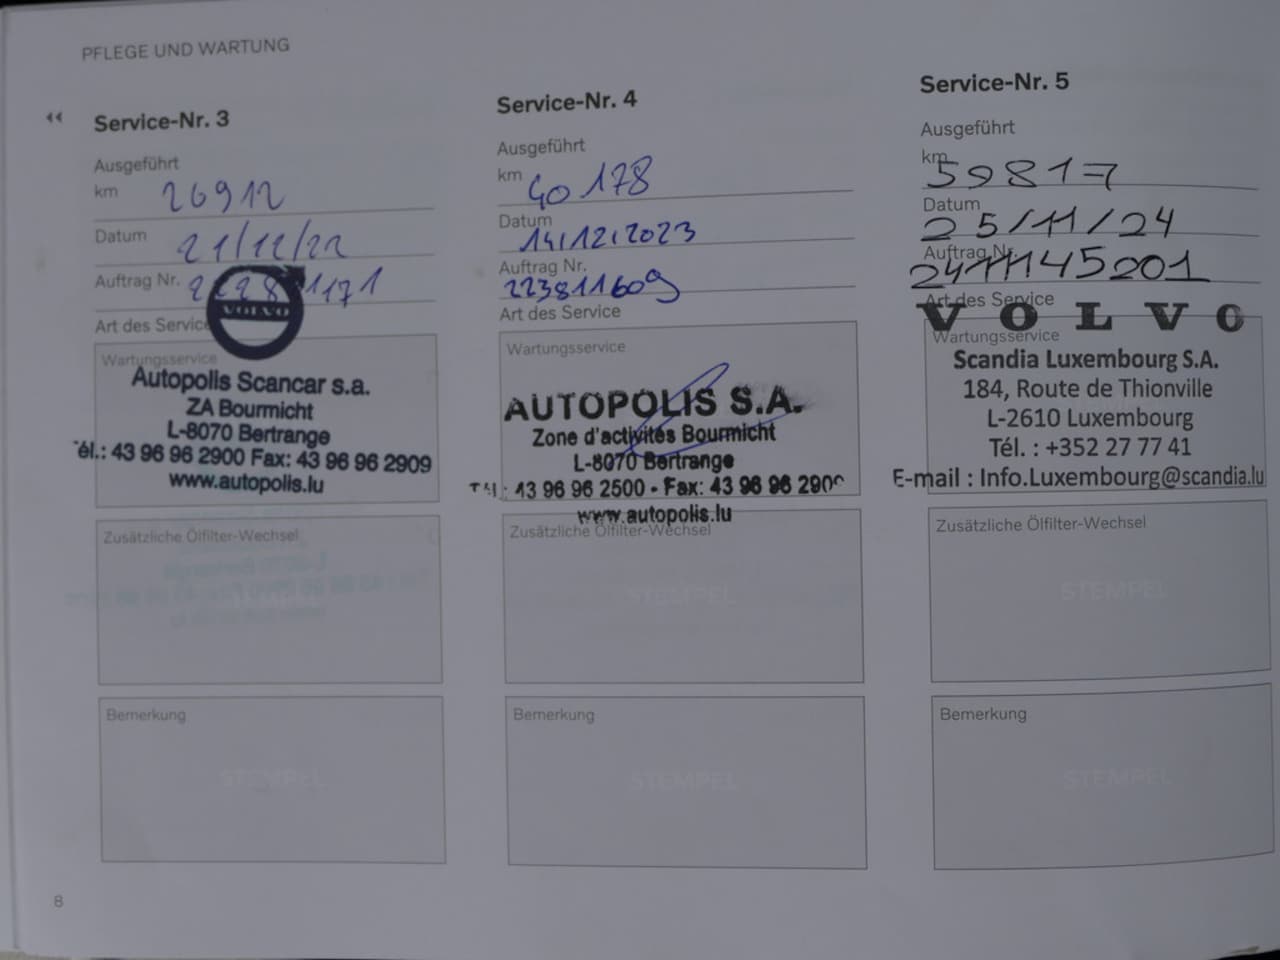 PFLEGE UND WARTUNG
Service-Nr. 3
Ausgeführt
km 26912
Datum 21/12/22
Auftrag Nr.
Art des Service
VOLVO
Wartungsservice
Autopolis Scancar s.a.
ZA Bourmicht
L-8070 Bertrange
Tél.: 43 96 96 2900 Fax: 43 96 96 2909
www.autopolis.lu
Zusätzliche Ölfilter-Wechsel
Bemerkung
STEMPEL
Service-Nr. 4
Ausgeführt
km 40178
Datum
14/12/2023
Auftrag Nr.
223811609
Art des Service
Wartungsservice
AUTOPOLIS S.A.
Zone d'activités Bourmicht
L-8070 Bertrange
Tél.: 43 96 96 2500 - Fax: 43 96 96 2900
www.autopolis.lu
Zusätzliche Ölfilter-Wechsel
STEMPEL
Bemerkung
STEMPEL
Service-Nr. 5
Ausgeführt
km 59817
Datum
25/11/24
Auftrag Nr.
Art des Service
VOLVO
Wartungsservice
Scandia Luxembourg S.A.
184, Route de Thionville
L-2610 Luxembourg
Tél. : +352 27 77 41
E-mail : Info.Luxembourg@scandia.lu
Zusätzliche Ölfilter-Wechsel
STEMPEL
Bemerkung
STEMPEL
8